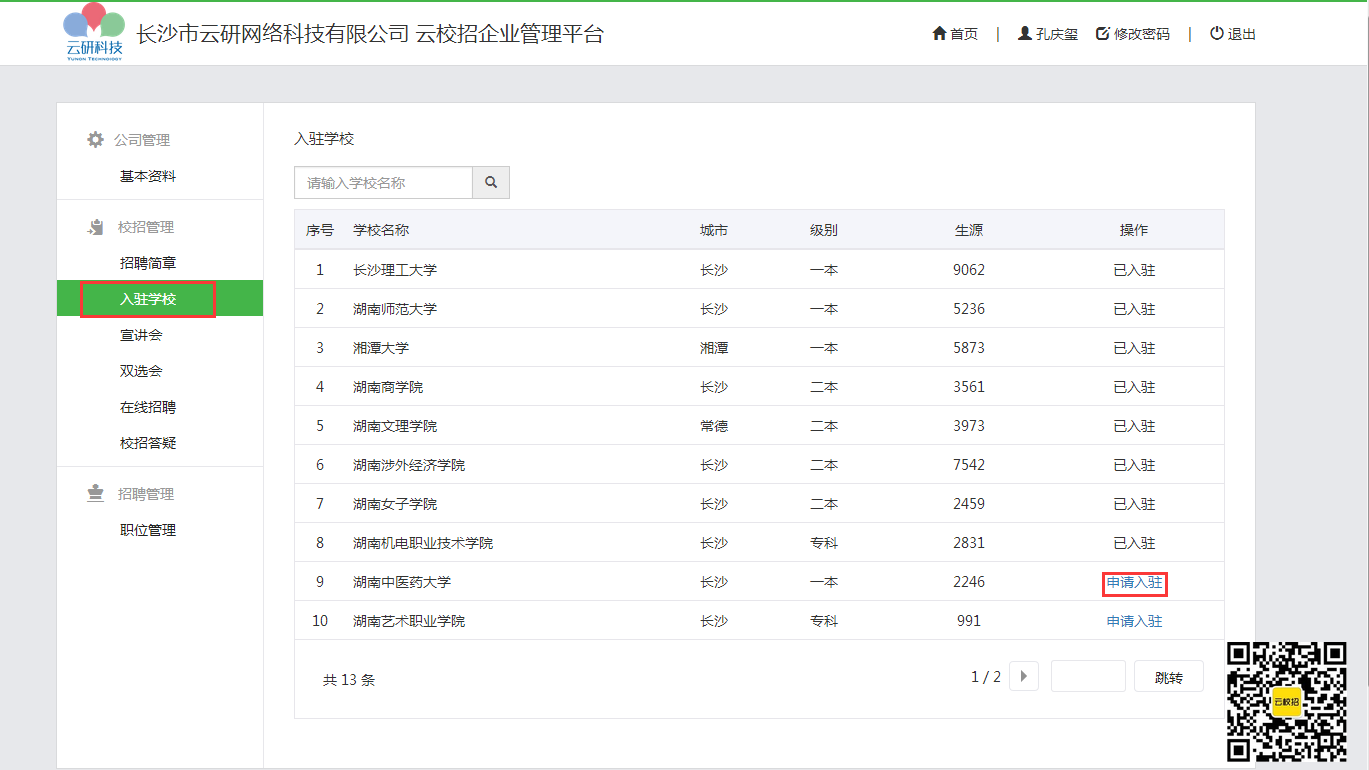 云研科技
YUNON TECHNOLOGY
长沙市云研网络科技有限公司 云校招企业管理平台
首页 | 孔庆玺 修改密码 | 退出
公司管理
基本资料
校招管理
招聘简章
入驻学校
宣讲会
双选会
在线招聘
校招答疑
招聘管理
职位管理
入驻学校
请输入学校名称
序号 学校名称 城市 级别 生源 操作
1 长沙理工大学 长沙 一本 9062 已入驻
2 湖南师范大学 长沙 一本 5236 已入驻
3 湘潭大学 湘潭 一本 5873 已入驻
4 湖南商学院 长沙 二本 3561 已入驻
5 湖南文理学院 常德 二本 3973 已入驻
6 湖南涉外经济学院 长沙 二本 7542 已入驻
7 湖南女子学院 长沙 二本 2459 已入驻
8 湖南机电职业技术学院 长沙 专科 2831 已入驻
9 湖南中医药大学 长沙 一本 2246 申请入驻
10 湖南艺术职业学院 长沙 专科 991 申请入驻
共 13 条 1 / 2 跳转
云校招